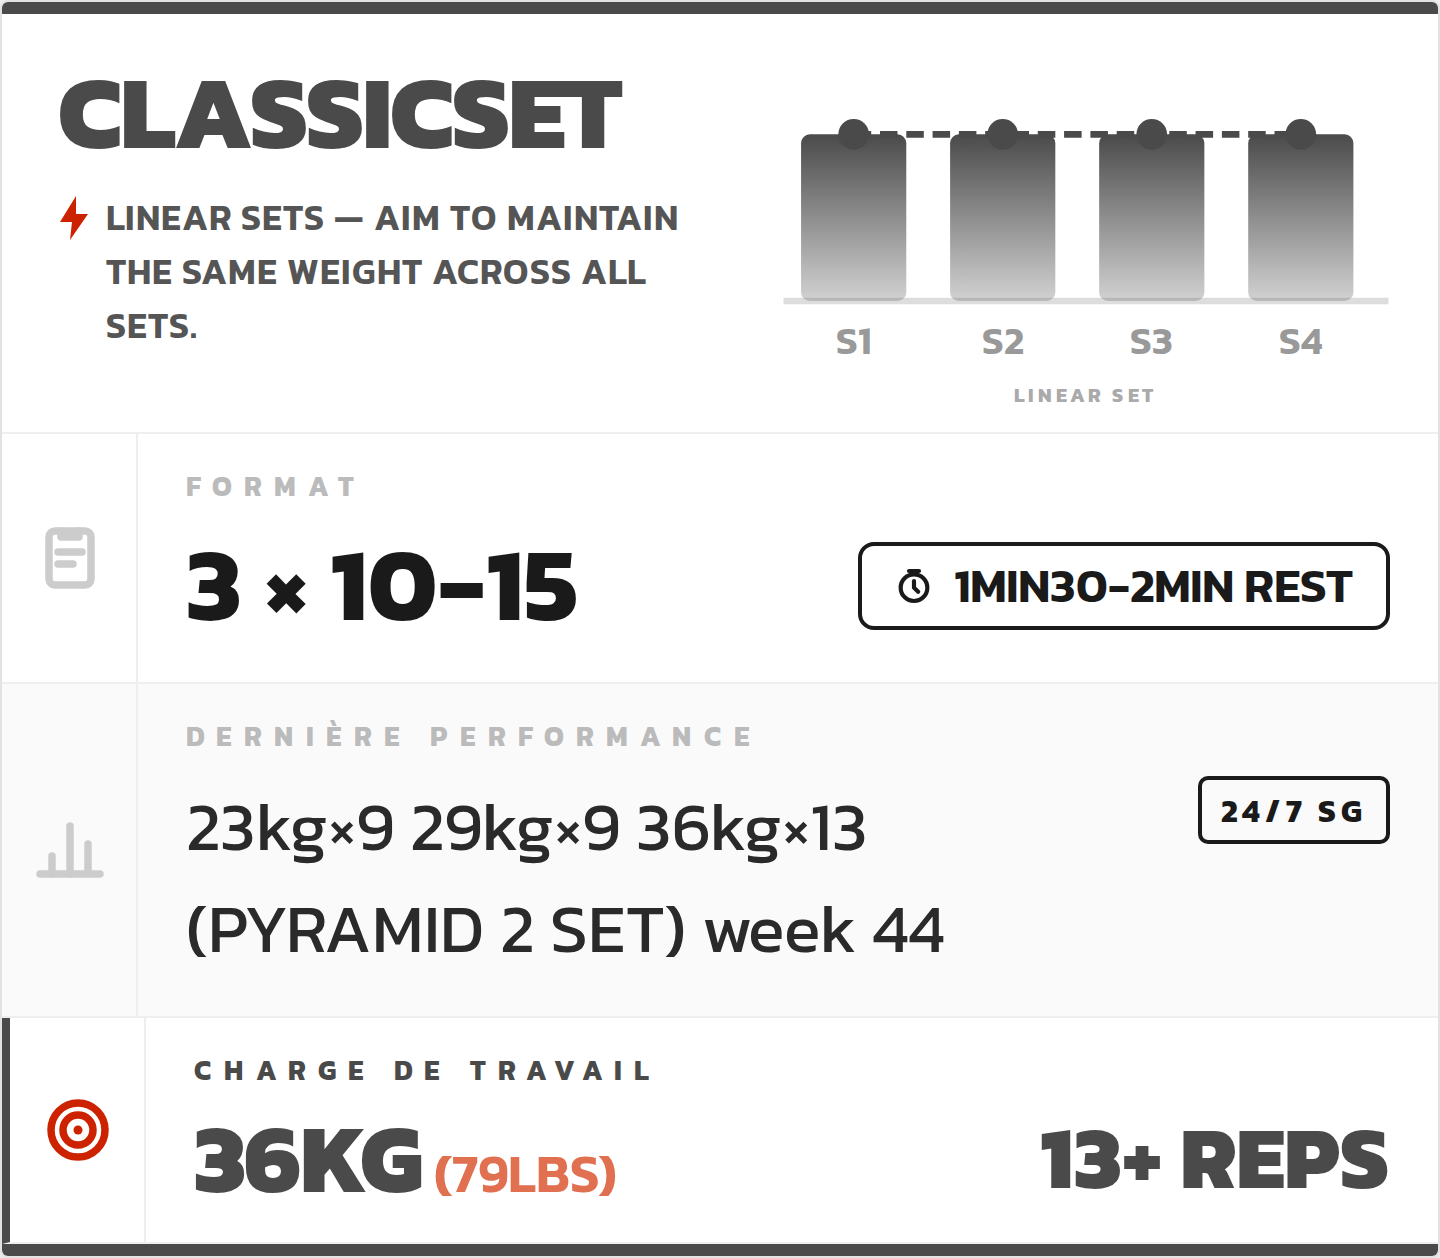 CLASSICSET
LINEAR SETS — AIM TO MAINTAIN
THE SAME WEIGHT ACROSS ALL
SETS.
S1 S2 S3 S4
LINEAR SET
FORMAT
3 × 10–15
1MIN30–2MIN REST
DERNIÈRE PERFORMANCE
23kg×9 29kg×9 36kg×13
(PYRAMID 2 SET) week 44
24/7 SG
CHARGE DE TRAVAIL
36KG (79LBS)
13+ REPS